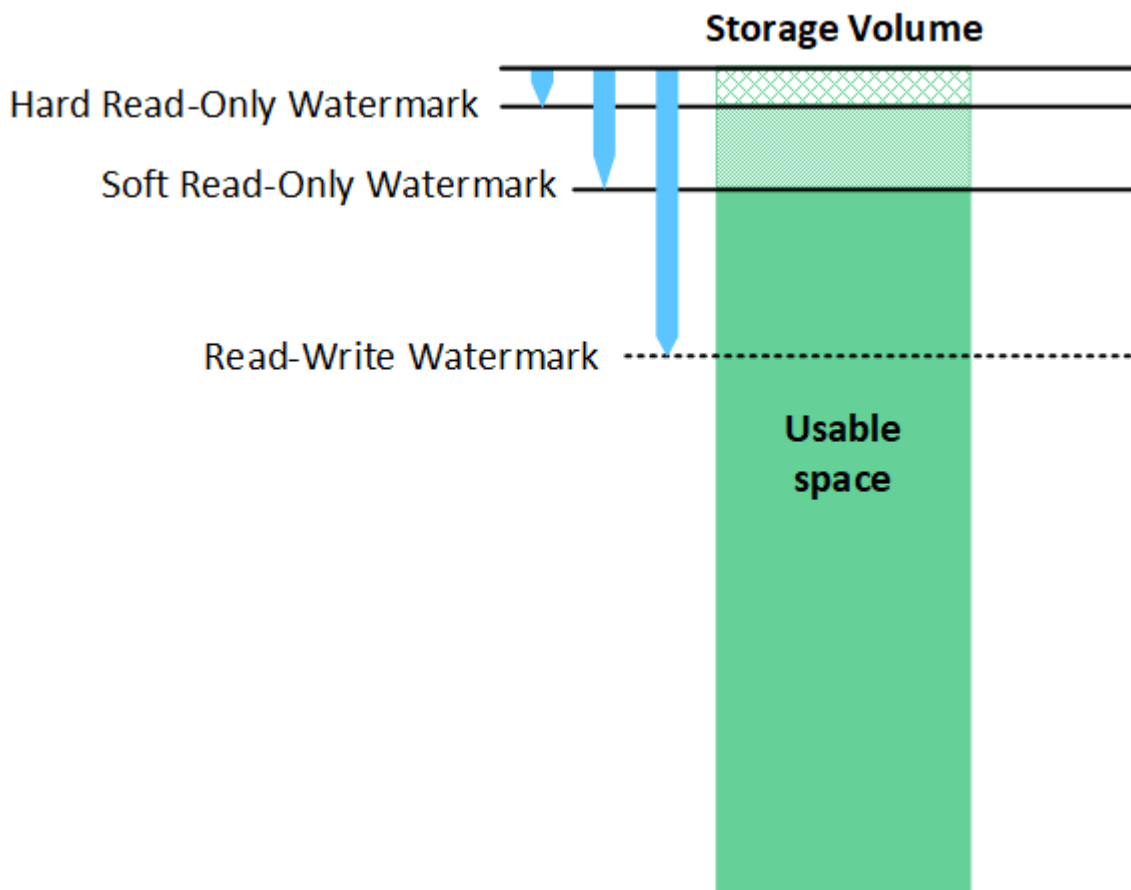 Storage Volume
Hard Read-Only Watermark
Soft Read-Only Watermark
Read-Write Watermark
Usable
space